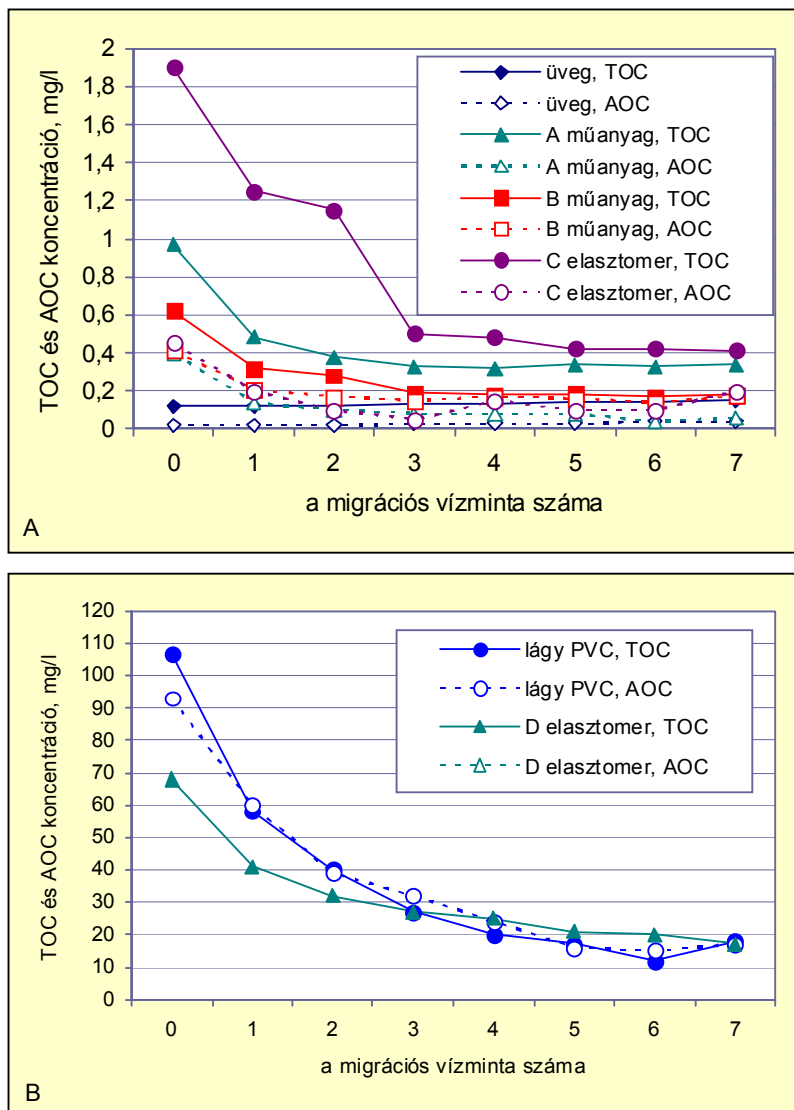 TOC és AOC koncentráció, mg/l
2
1,8
1,6
1,4
1,2
1
0,8
0,6
0,4
0,2
0
üveg, TOC
üveg, AOC
A műanyag, TOC
A műanyag, AOC
B műanyag, TOC
B műanyag, AOC
C elasztomer, TOC
C elasztomer, AOC
0 1 2 3 4 5 6 7
a migrációs vízminta száma
A
TOC és AOC koncentráció, mg/l
120
110
100
90
80
70
60
50
40
30
20
10
0
lágy PVC, TOC
lágy PVC, AOC
D elasztomer, TOC
D elasztomer, AOC
0 1 2 3 4 5 6 7
a migrációs vízminta száma
B